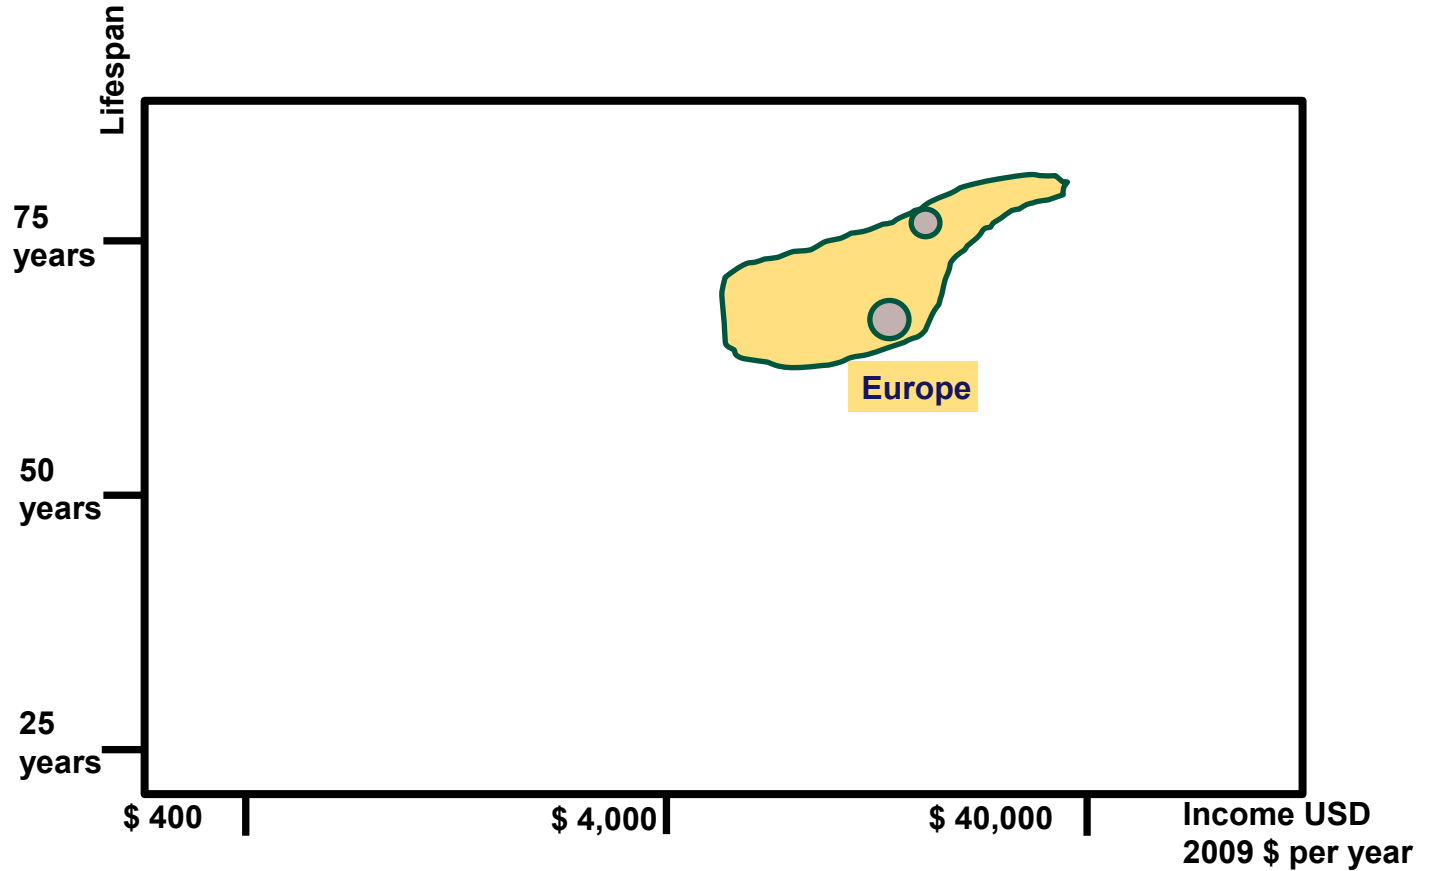 Lifespan
75
years
Europe
50
years
25
years
$ 400
$ 4,000
$ 40,000
Income USD
2009 $ per year